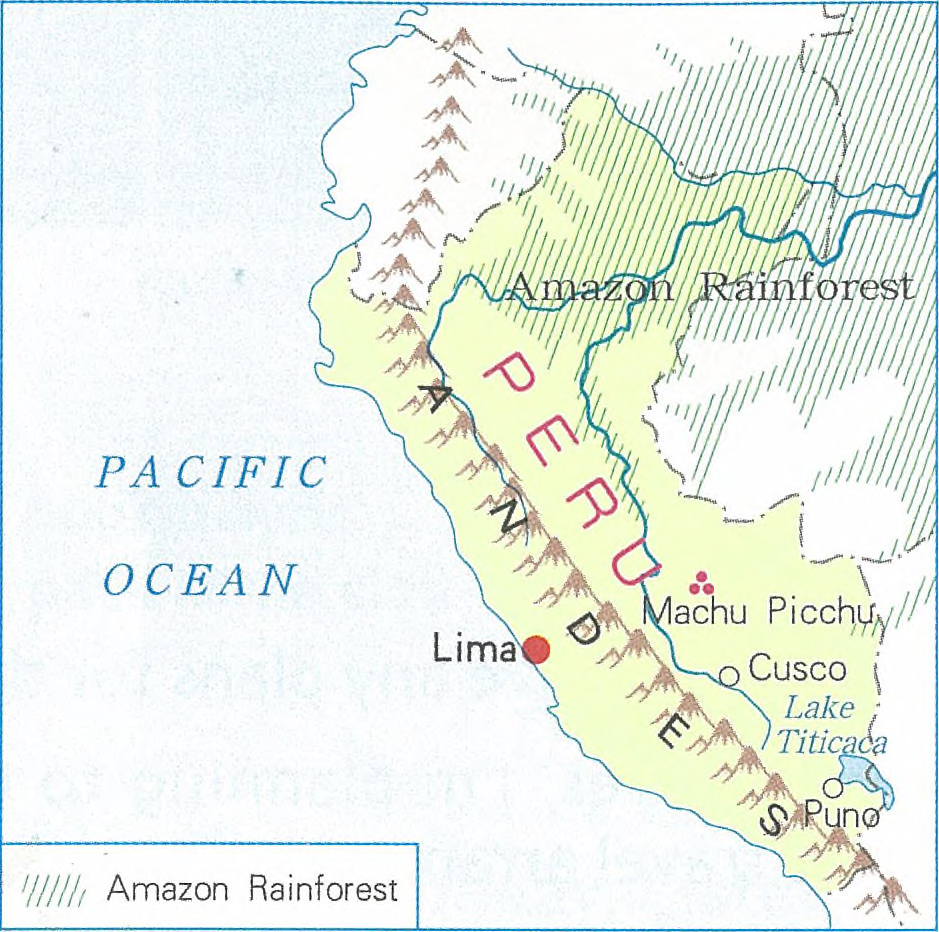 Amazon Rainforest
PERU
ANDES
PACIFIC
OCEAN
Machu Picchu
Lima
Cusco
Lake
Titicaca
Puno
Amazon Rainforest